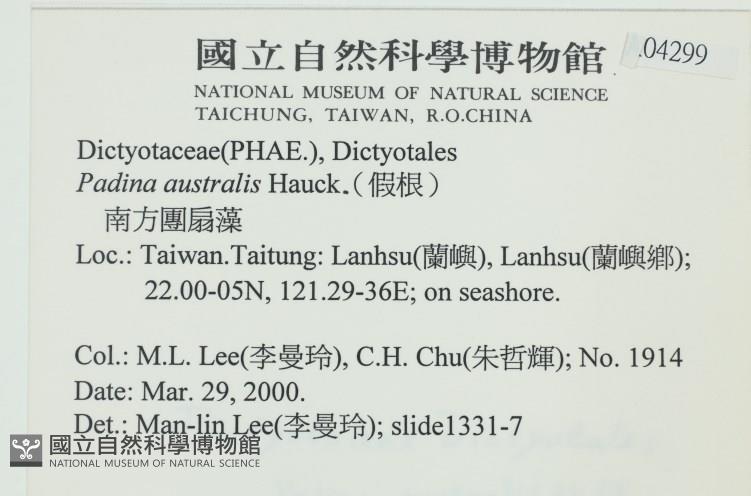 國立自然科學博物館
.04299
NATIONAL MUSEUM OF NATURAL SCIENCE
TAICHUNG, TAIWAN, R.O.CHINA
Dictyotaceae(PHAE.), Dictyotales
Padina australis Hauck.(假根)
南方團扇藻
Loc.: Taiwan.Taitung: Lanhsu(蘭嶼), Lanhsu(蘭嶼鄉);
22.00-05N, 121.29-36E; on seashore.
Col.: M.L. Lee(李曼玲), C.H. Chu(朱哲輝); No. 1914
Date: Mar. 29, 2000.
Det.: Man-lin Lee(李曼玲); slide1331-7
國立自然科學博物館
NATIONAL MUSEUM OF NATURAL SCIENCE